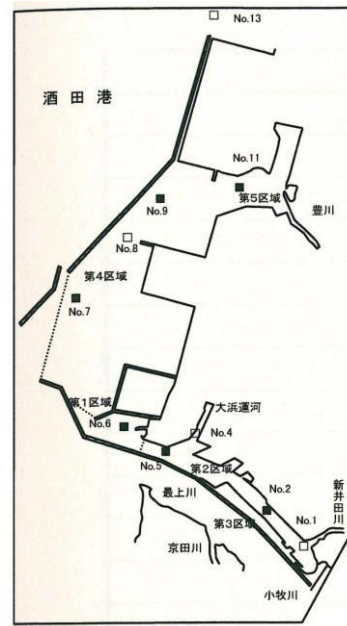 No.13
酒田港
No.11
No.9
第5区域
豊川
No.8
第4区域
No.7
第1区域
大浜運河
No.6
No.4
No.5
第2区域
最上川
No.2
新井田川
第3区域
No.1
京田川
小牧川